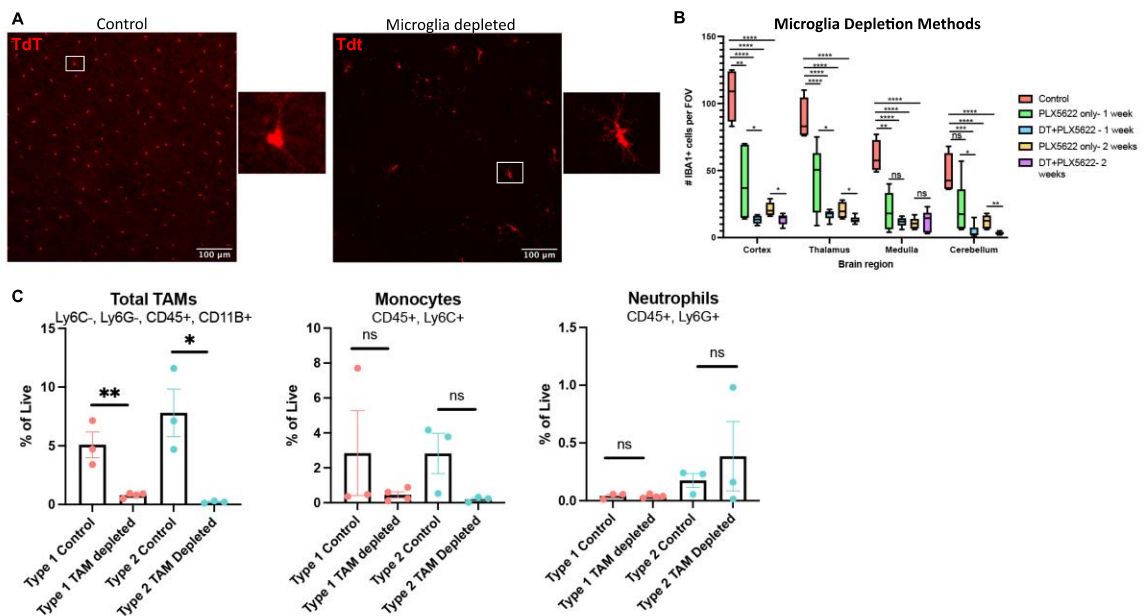 A
Control
Microglia depleted
TdT
Tdt
100 µm
100 µm
B
Microglia Depletion Methods
# IBA1+ cells per FOV
150
100
50
0
****
****
****
**
*
*
****
****
****
****
*
*
****
****
****
**
ns
ns
****
****
***
ns
*
**
Cortex
Thalamus
Medulla
Cerebellum
Brain region
Control
PLX5622 only- 1 week
DT+PLX5622 - 1 week
PLX5622 only- 2 weeks
DT+PLX5622- 2
weeks
C
Total TAMs
Ly6C-, Ly6G-, CD45+, CD11B+
% of Live
15
10
5
0
**
*
Type 1 Control
Type 1 TAM depleted
Type 2 Control
Type 2 TAM Depleted
Monocytes
CD45+, Ly6C+
% of Live
10
8
6
4
2
0
ns
ns
Type 1 Control
Type 1 TAM depleted
Type 2 Control
Type 2 TAM Depleted
Neutrophils
CD45+, Ly6G+
% of Live
1.5
1.0
0.5
0.0
ns
ns
Type 1 Control
Type 1 TAM depleted
Type 2 Control
Type 2 TAM Depleted